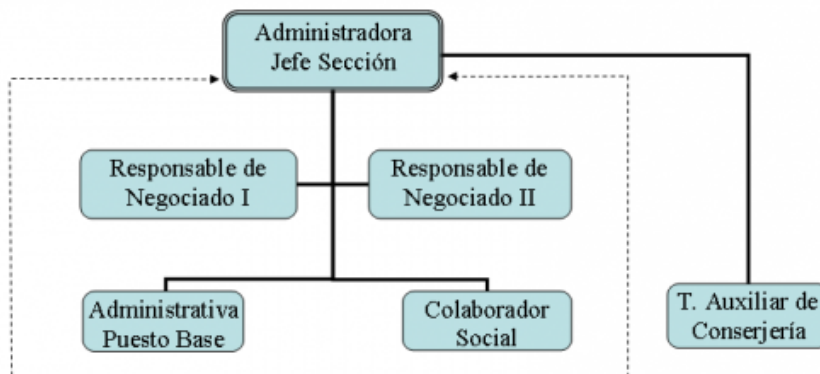 Administradora
Jefe Sección
Responsable de
Negociado I
Responsable de
Negociado II
Administrativa
Puesto Base
Colaborador
Social
T. Auxiliar de
Conserjería